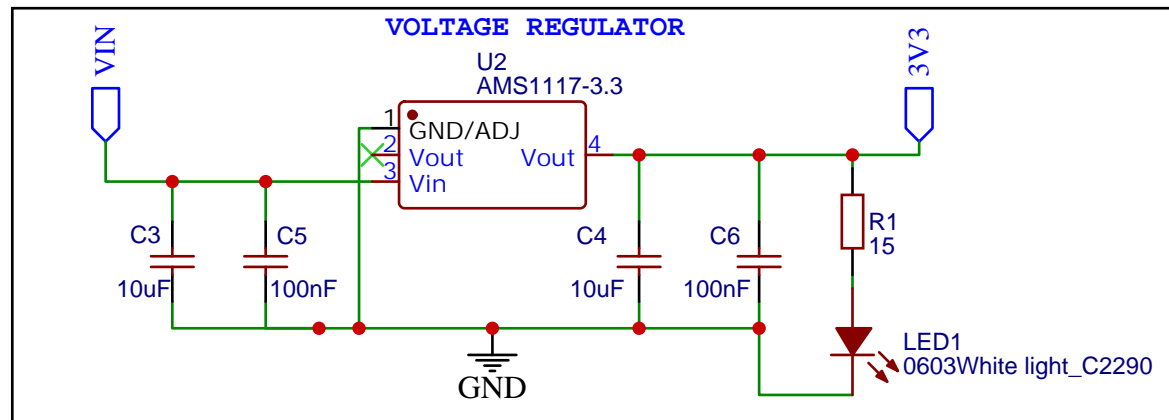 VOLTAGE REGULATOR
VIN
3V3
U2
AMS1117-3.3
1
GND/ADJ
2
Vout
Vout
4
3
Vin
C3
10uF
C5
100nF
C4
10uF
C6
100nF
R1
15
LED1
0603White light_C2290
GND